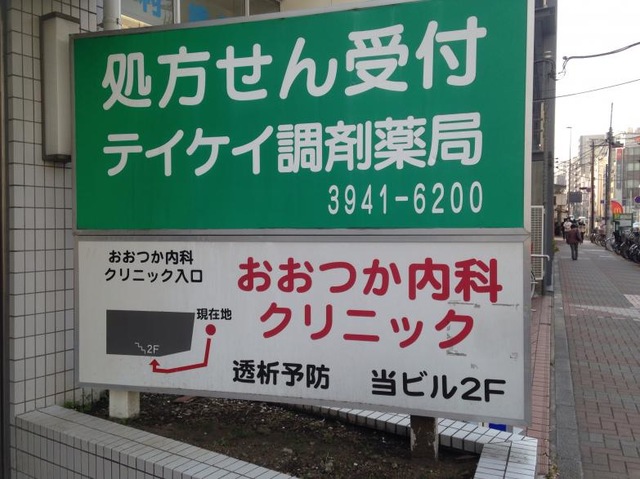 処方せん受付
テイケイ調剤薬局
3941-6200
おおつか内科
クリニック入口
現在地
2F
おおつか内科
クリニック
透析予防
当ビル2F